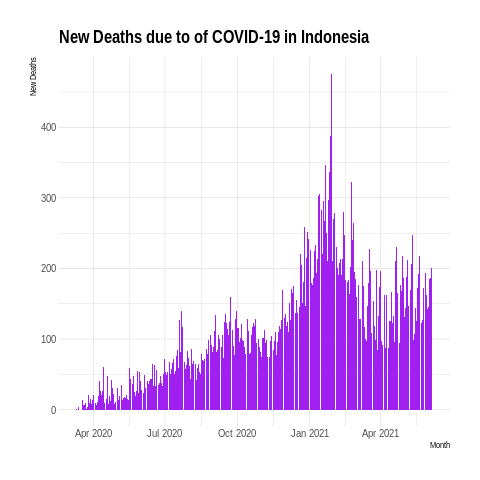 New Deaths due to of COVID-19 in Indonesia
New Deaths
400
300
200
100
0
Apr 2020 Jul 2020 Oct 2020 Jan 2021 Apr 2021
Month